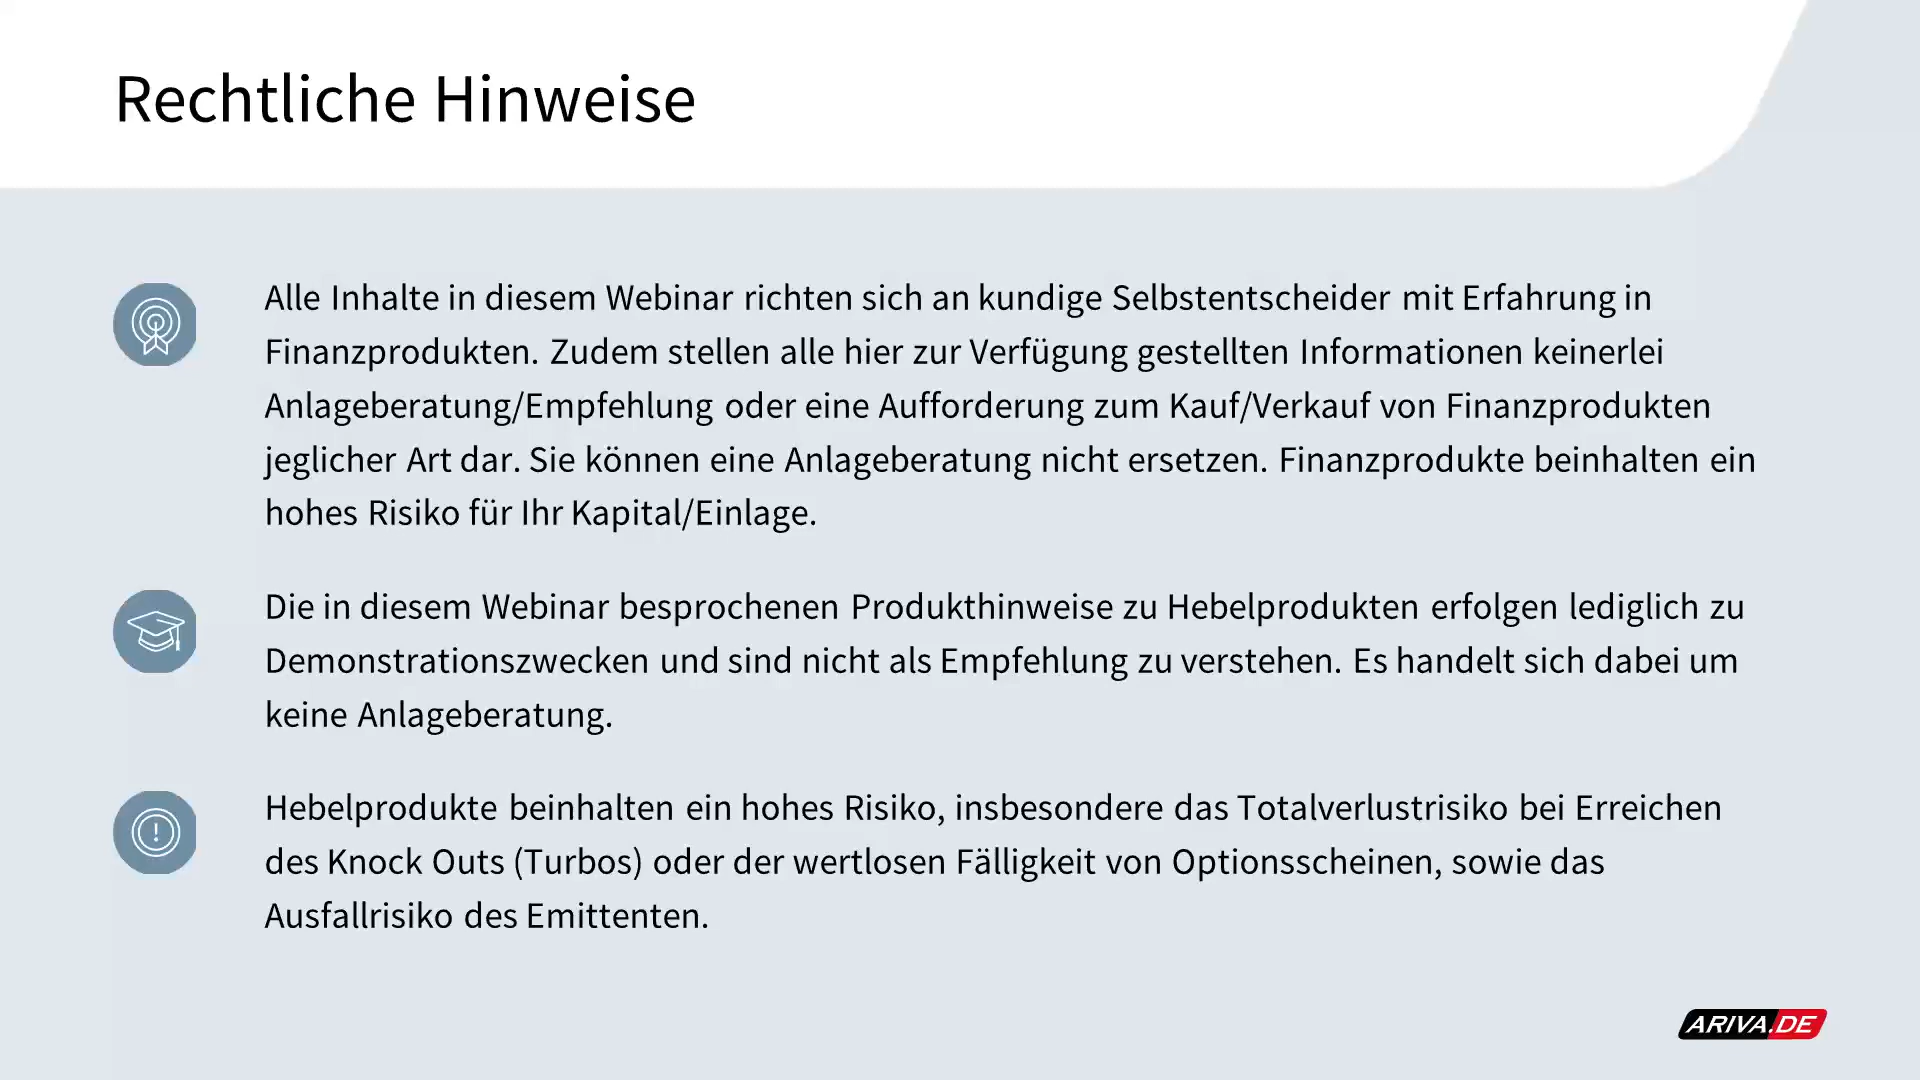 Rechtliche Hinweise
Alle Inhalte in diesem Webinar richten sich an kundige Selbstentscheider mit Erfahrung in
Finanzprodukten. Zudem stellen alle hier zur Verfügung gestellten Informationen keinerlei
Anlageberatung/Empfehlung oder eine Aufforderung zum Kauf/Verkauf von Finanzprodukten
jeglicher Art dar. Sie können eine Anlageberatung nicht ersetzen. Finanzprodukte beinhalten ein
hohes Risiko für Ihr Kapital/Einlage.
Die in diesem Webinar besprochenen Produkthinweise zu Hebelprodukten erfolgen lediglich zu
Demonstrationszwecken und sind nicht als Empfehlung zu verstehen. Es handelt sich dabei um
keine Anlageberatung.
Hebelprodukte beinhalten ein hohes Risiko, insbesondere das Totalverlustrisiko bei Erreichen
des Knock Outs (Turbos) oder der wertlosen Fälligkeit von Optionsscheinen, sowie das
Ausfallrisiko des Emittenten.
ARIVA.DE